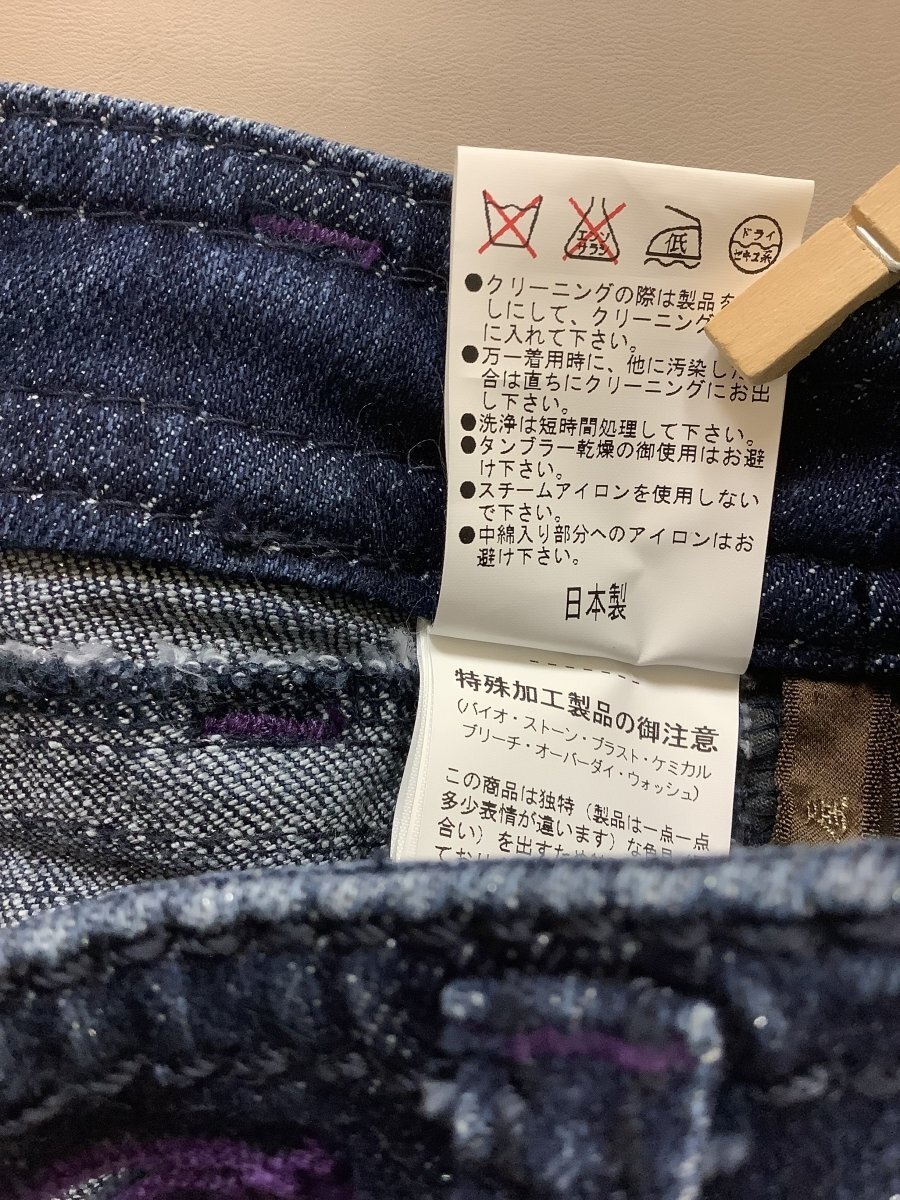 エンソ
サラシ
低
ドライ
セキユ系
●クリーニングの際は製品を
しにして、クリーニング
に入れて下さい。
●万一着用時に、他に汚染した
合は直ちにクリーニングにお出
し下さい。
●洗浄は短時間処理して下さい。
●タンブラー乾燥の御使用はお避
け下さい。
●スチームアイロンを使用しない
で下さい。
●中綿入り部分へのアイロンはお
避け下さい。
日本製
特殊加工製品の御注意
(バイオ・ストーン・ブラスト・ケミカル
ブリーチ・オーバーダイ・ウォッシュ)
この商品は独特（製品は一点一点
多少表情が違います）な色品
合い）を出すため
ており